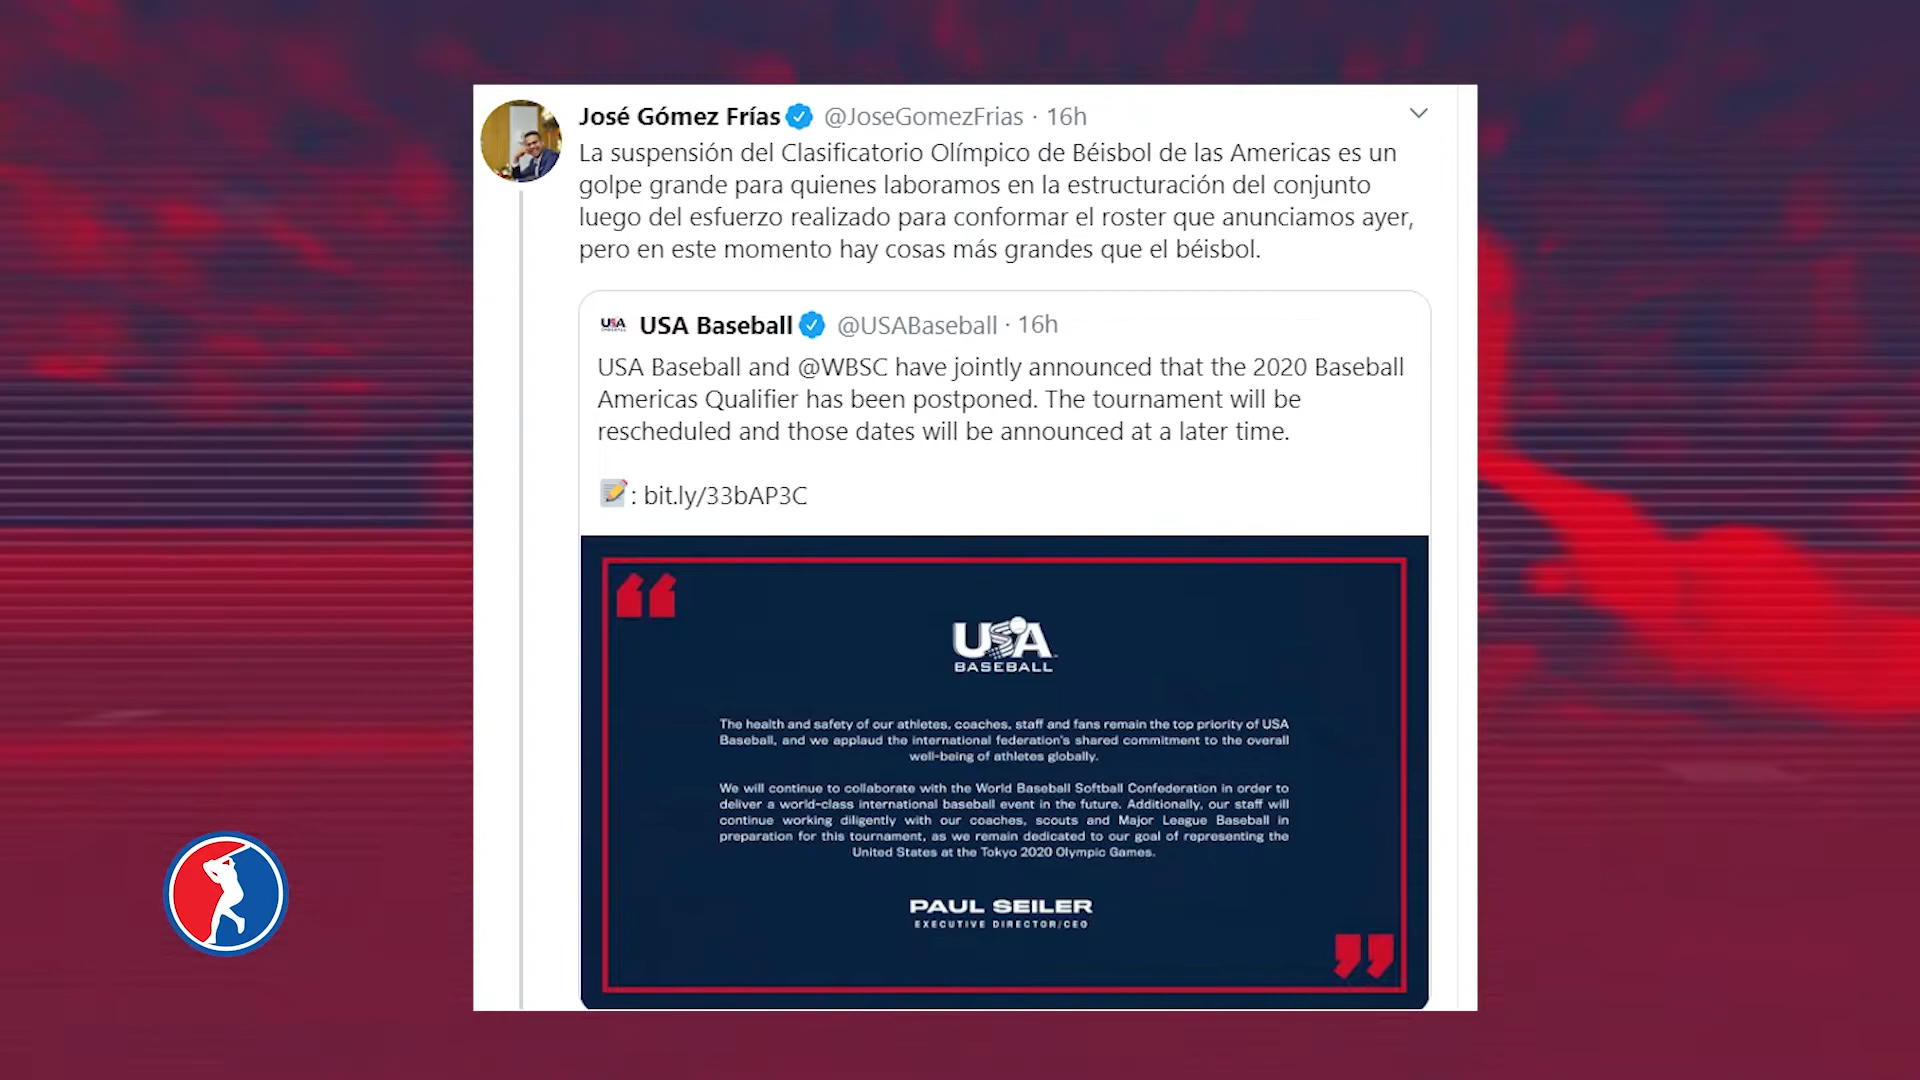 José Gómez Frías @JoseGomezFrias · 16h
La suspensión del Clasificatorio Olímpico de Béisbol de las Americas es un
golpe grande para quienes laboramos en la estructuración del conjunto
luego del esfuerzo realizado para conformar el roster que anunciamos ayer,
pero en este momento hay cosas más grandes que el béisbol.
USA Baseball @USABaseball · 16h
USA Baseball and @WBSC have jointly announced that the 2020 Baseball
Americas Qualifier has been postponed. The tournament will be
rescheduled and those dates will be announced at a later time.
📝: bit.ly/33bAP3C
“
USA
BASEBALL
The health and safety of our athletes, coaches, staff and fans remain the top priority of USA
Baseball, and we applaud the international federation's shared commitment to the overall
well-being of athletes globally.
We will continue to collaborate with the World Baseball Softball Confederation in order to
deliver a world-class international baseball event in the future. Additionally, our staff will
continue working diligently with our coaches, scouts and Major League Baseball in
preparation for this tournament, as we remain dedicated to our goal of representing the
United States at the Tokyo 2020 Olympic Games.
PAUL SEILER
EXECUTIVE DIRECTOR/CEO
”